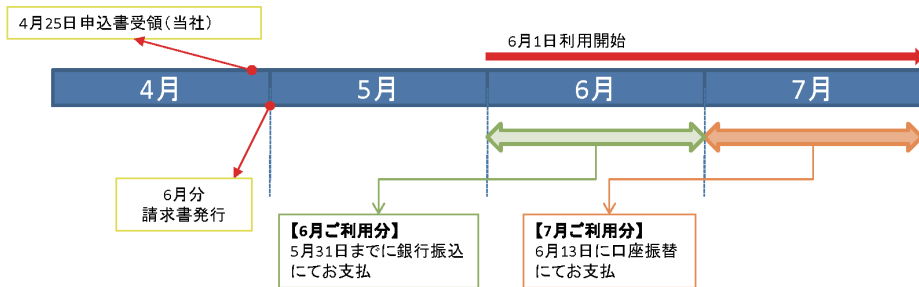 4月25日申込書受領(当社)
6月1日利用開始
4月
5月
6月
7月
6月分
請求書発行
【6月ご利用分】
5月31日までに銀行振込
にてお支払
【7月ご利用分】
6月13日に口座振替
にてお支払